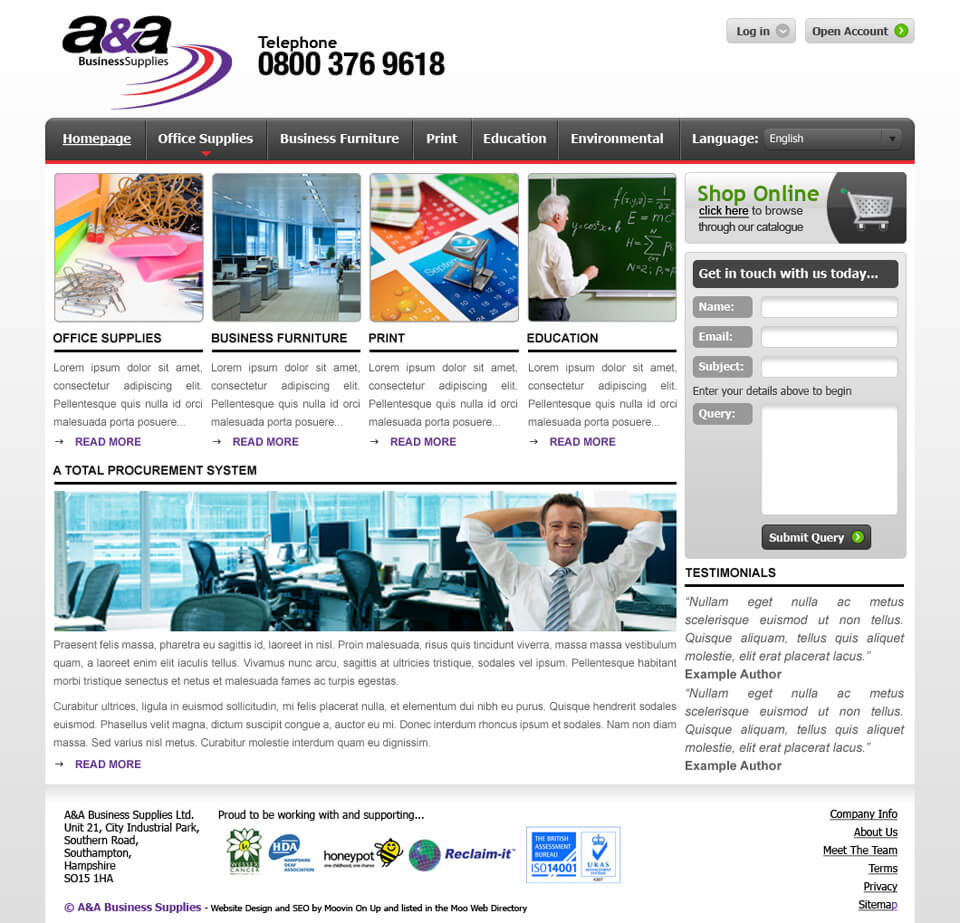 a&a
BusinessSupplies
Telephone
0800 376 9618
Log in
Open Account
Homepage
Office Supplies
Business Furniture
Print
Education
Environmental
Language:
English
Shop Online
click here to browse
through our catalogue
OFFICE SUPPLIES
Lorem ipsum dolor sit amet,
consectetur adipiscing elit.
Pellentesque quis nulla id orci
malesuada porta posuere...
→ READ MORE
BUSINESS FURNITURE
Lorem ipsum dolor sit amet,
consectetur adipiscing elit.
Pellentesque quis nulla id orci
malesuada porta posuere...
→ READ MORE
September
PRINT
Lorem ipsum dolor sit amet,
consectetur adipiscing elit.
Pellentesque quis nulla id orci
malesuada porta posuere...
→ READ MORE
EDUCATION
Lorem ipsum dolor sit amet,
consectetur adipiscing elit.
Pellentesque quis nulla id orci
malesuada porta posuere...
→ READ MORE
Get in touch with us today...
Name:
Email:
Subject:
Enter your details above to begin
Query:
Submit Query
A TOTAL PROCUREMENT SYSTEM
Praesent felis massa, pharetra eu sagittis id, laoreet in nisl. Proin malesuada, risus quis tincidunt viverra, massa massa vestibulum
quam, a laoreet enim elit iaculis tellus. Vivamus nunc arcu, sagittis at ultricies tristique, sodales vel ipsum. Pellentesque habitant
morbi tristique senectus et netus et malesuada fames ac turpis egestas.
Curabitur ultrices, ligula in euismod sollicitudin, mi felis placerat nulla, et elementum dui nibh eu purus. Quisque hendrerit sodales
euismod. Phasellus velit magna, dictum suscipit congue a, auctor eu mi. Donec interdum rhoncus ipsum et sodales. Nam non diam
massa. Sed varius nisl metus. Curabitur molestie interdum quam eu dignissim.
→ READ MORE
TESTIMONIALS
“Nullam eget nulla ac metus
scelerisque euismod ut non tellus.
Quisque aliquam, tellus quis aliquet
molestie, elit erat placerat lacus.”
Example Author
“Nullam eget nulla ac metus
scelerisque euismod ut non tellus.
Quisque aliquam, tellus quis aliquet
molestie, elit erat placerat lacus.”
Example Author
A&A Business Supplies Ltd.
Unit 21, City Industrial Park,
Southern Road,
Southampton,
Hampshire
SO15 1HA
Proud to be working with and supporting...
WESSEX
CANCER
HDA
HAMPSHIRE
DEAF
ASSOCIATION
honeypot
one childhood, one chance
Reclaim-it™
THE BRITISH
ASSESSMENT
BUREAU
ISO14001
UKAS
MANAGEMENT
SYSTEMS
Company Info
About Us
Meet The Team
Terms
Privacy
Sitemap
© A&A Business Supplies - Website Design and SEO by Moovin On Up and listed in the Moo Web Directory